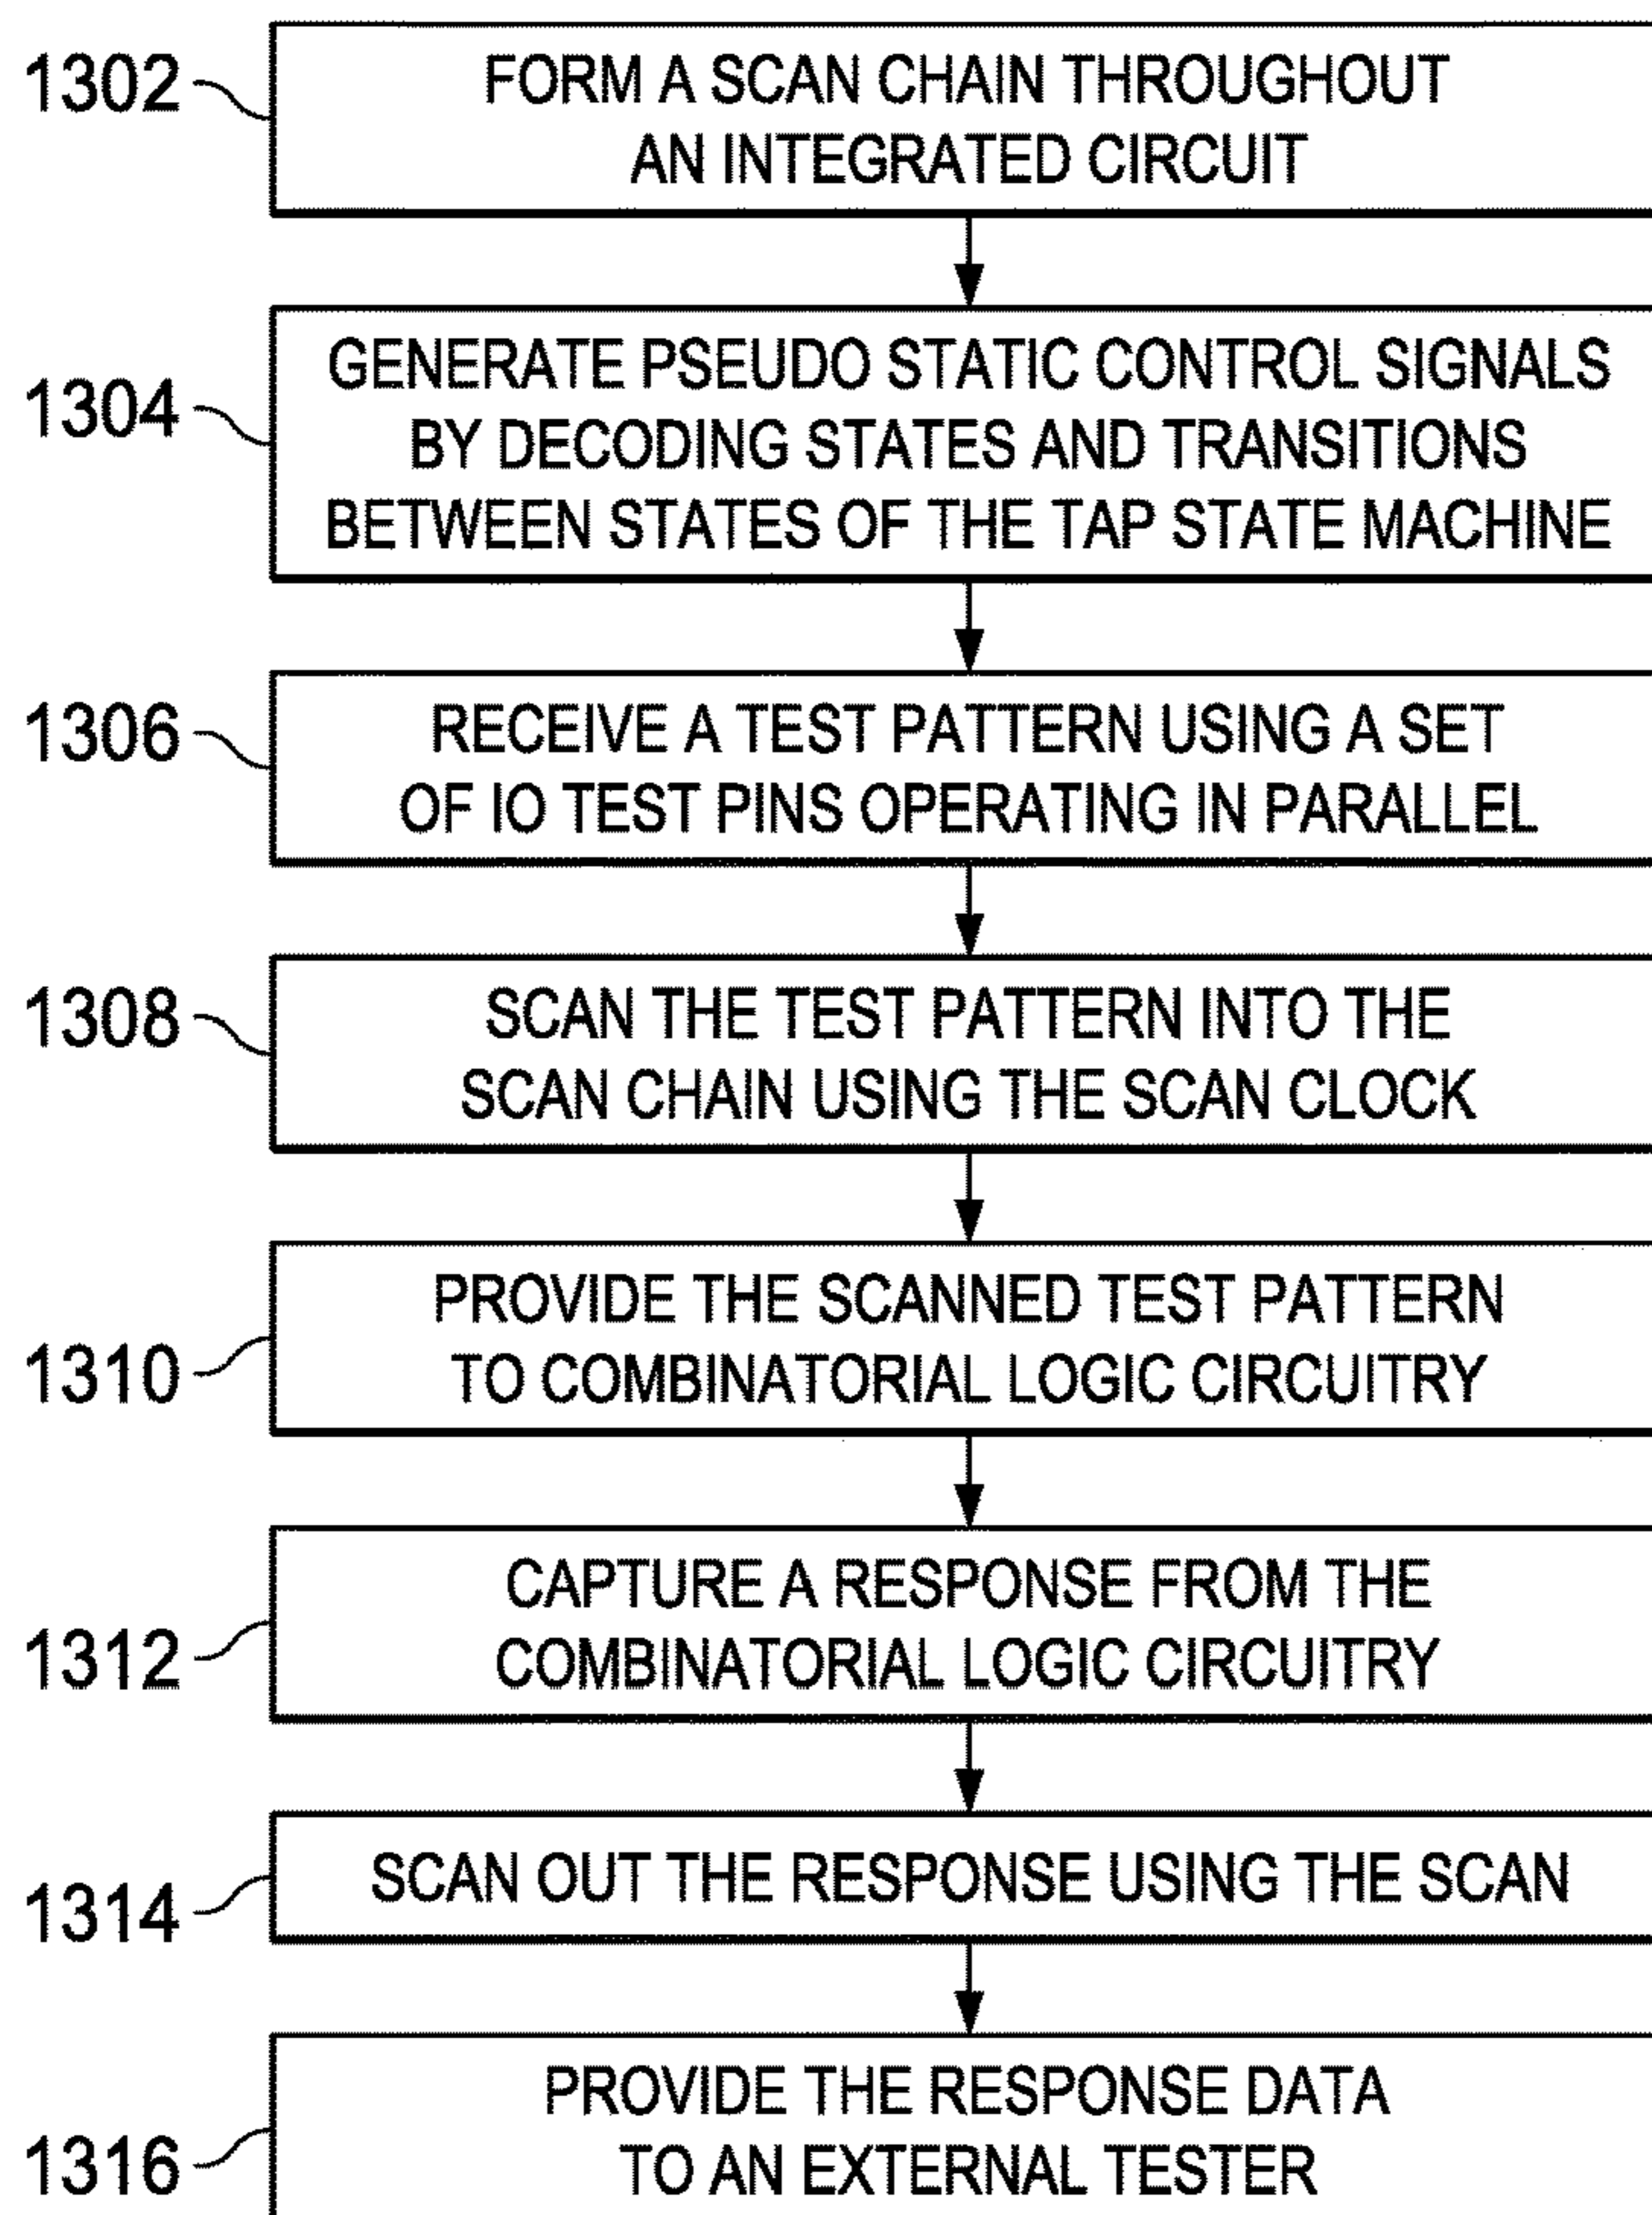 1302
FORM A SCAN CHAIN THROUGHOUT
AN INTEGRATED CIRCUIT
1304
GENERATE PSEUDO STATIC CONTROL SIGNALS
BY DECODING STATES AND TRANSITIONS
BETWEEN STATES OF THE TAP STATE MACHINE
1306
RECEIVE A TEST PATTERN USING A SET
OF IO TEST PINS OPERATING IN PARALLEL
1308
SCAN THE TEST PATTERN INTO THE
SCAN CHAIN USING THE SCAN CLOCK
1310
PROVIDE THE SCANNED TEST PATTERN
TO COMBINATORIAL LOGIC CIRCUITRY
1312
CAPTURE A RESPONSE FROM THE
COMBINATORIAL LOGIC CIRCUITRY
1314
SCAN OUT THE RESPONSE USING THE SCAN
1316
PROVIDE THE RESPONSE DATA
TO AN EXTERNAL TESTER